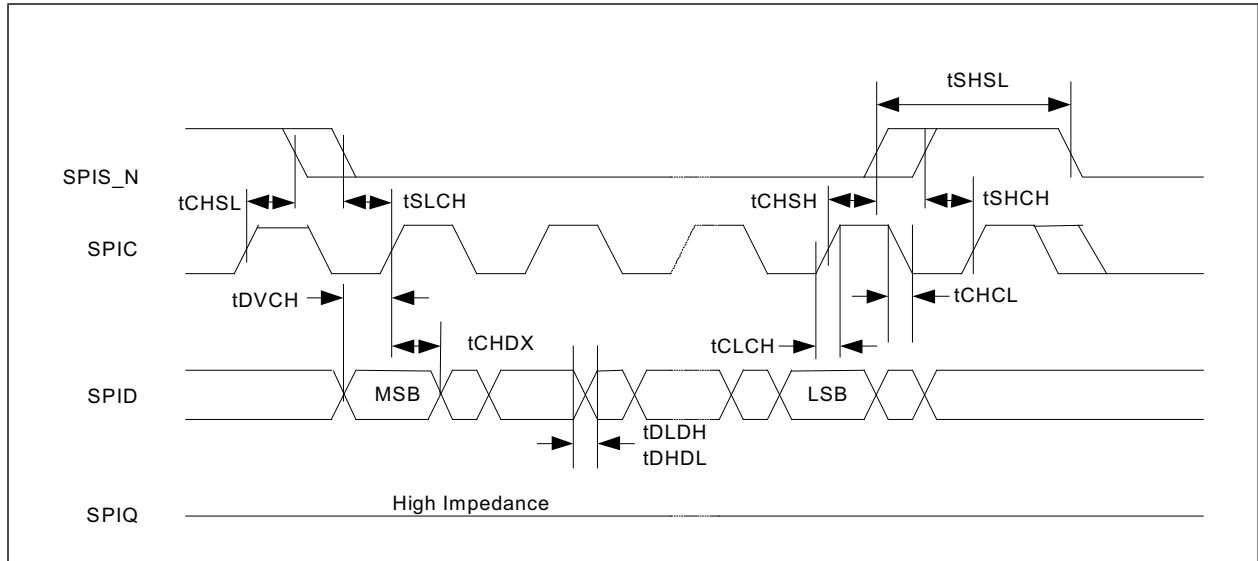 tSHSL
SPIS_N
tCHSL
tSLCH
tCHSH
tSHCH
SPIC
tDVCH
tCHCL
tCHDX
tCLCH
SPID
MSB
LSB
tDLDH
tDHDL
High Impedance
SPIQ